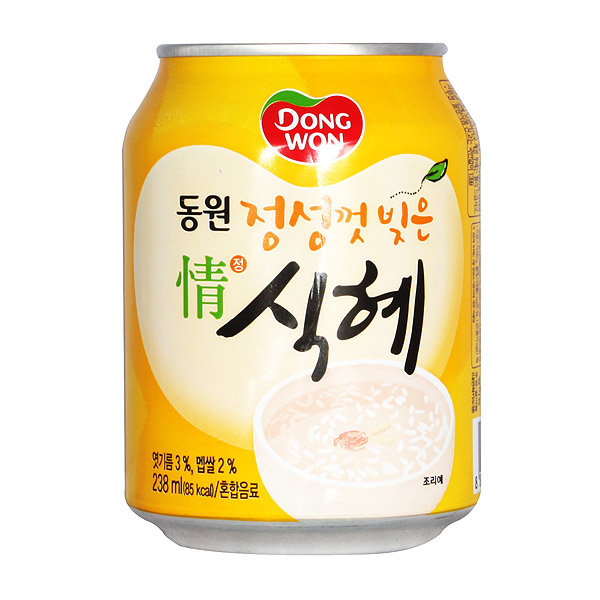 DONG
WON
동원 정성껏 빚은
情 정 식혜
엿기름 3%, 멥쌀 2%
238 ml(85 kcal)/혼합음료
조리예